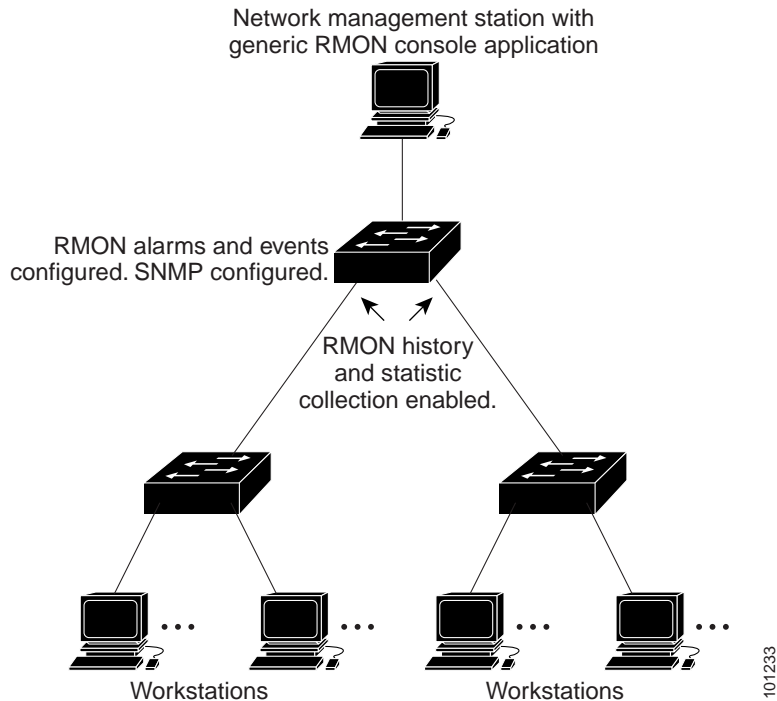 Network management station with
generic RMON console application
RMON alarms and events
configured. SNMP configured.
RMON history
and statistic
collection enabled.
Workstations
Workstations
101233